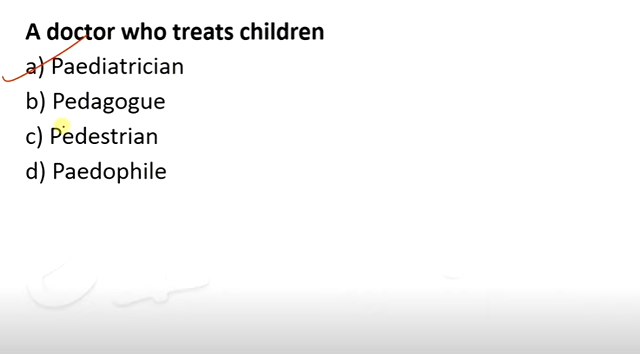 A doctor who treats children
a) Paediatrician
b) Pedagogue
c) Pedestrian
d) Paedophile